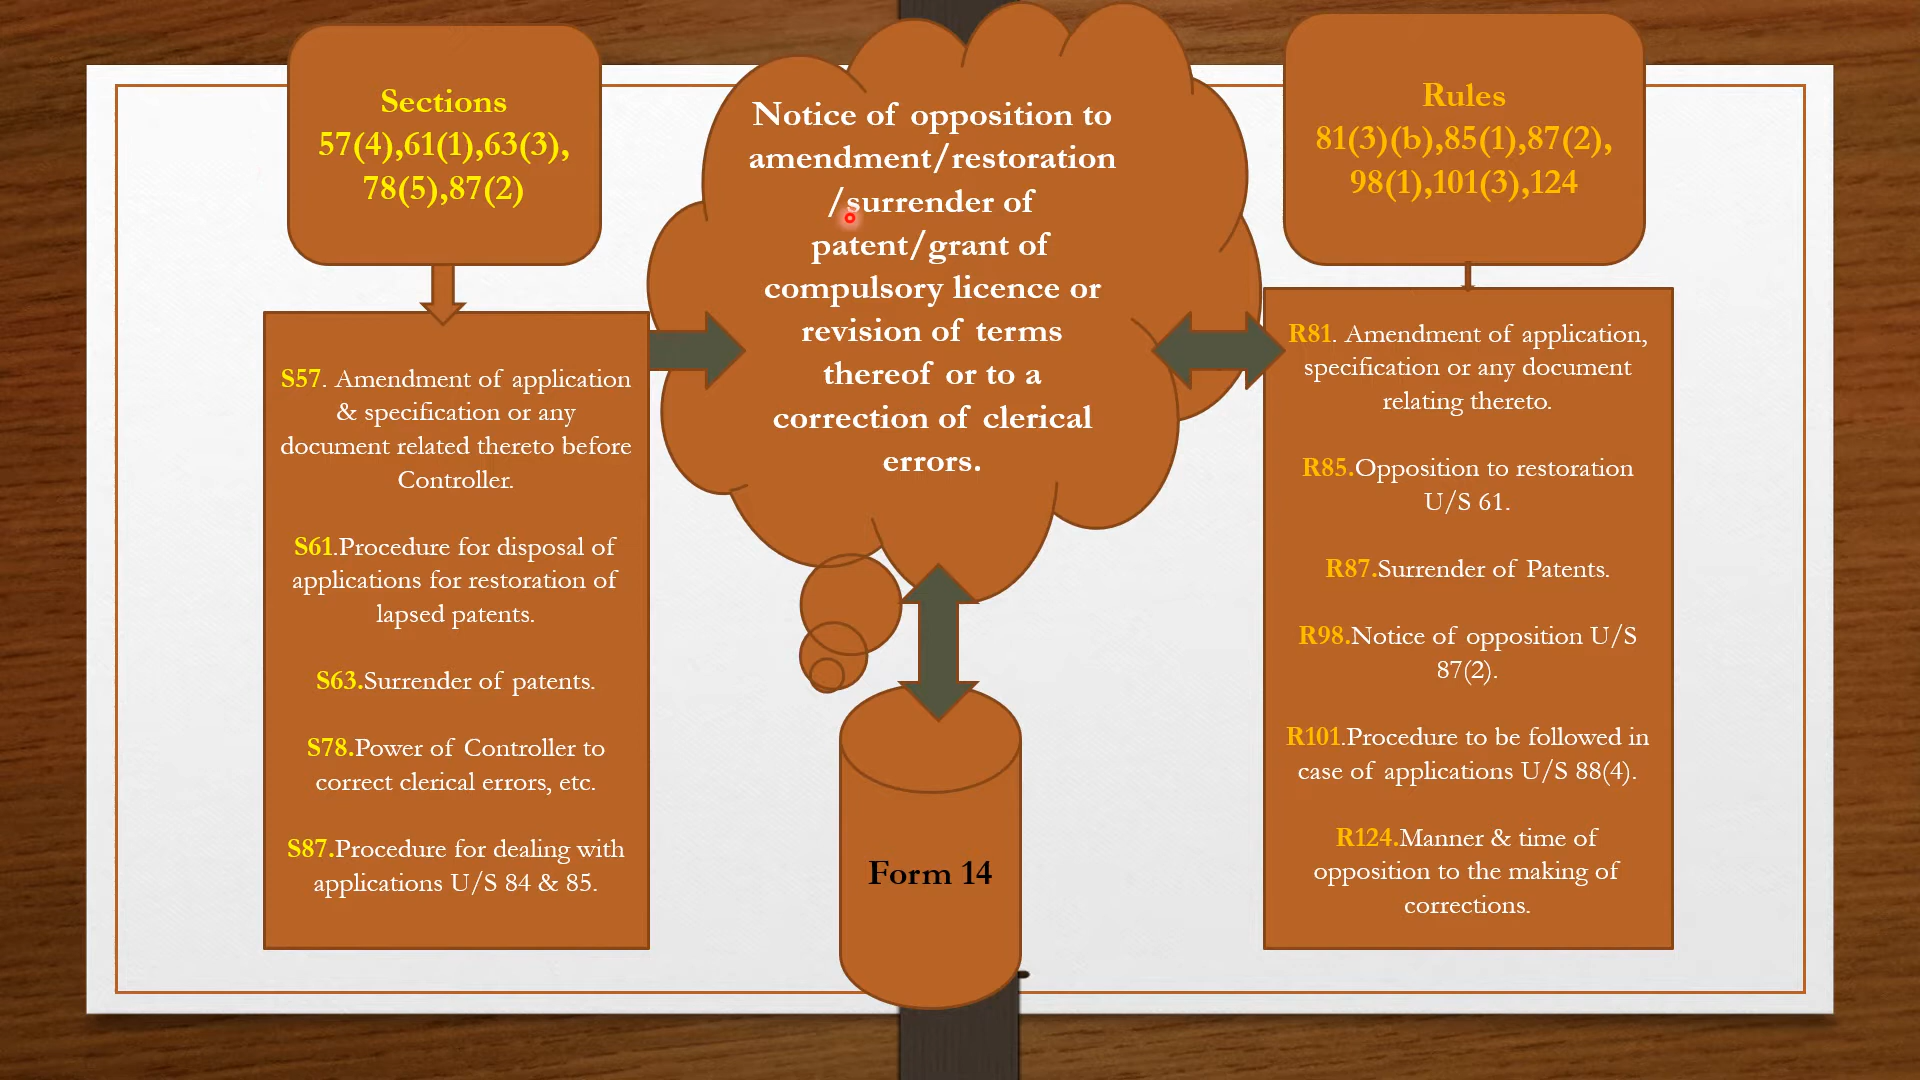 Sections
57(4),61(1),63(3),
78(5),87(2)
S57. Amendment of application
& specification or any
document related thereto before
Controller.
S61.Procedure for disposal of
applications for restoration of
lapsed patents.
S63.Surrender of patents.
S78.Power of Controller to
correct clerical errors, etc.
S87.Procedure for dealing with
applications U/S 84 & 85.
Notice of opposition to
amendment/restoration
/surrender of
patent/grant of
compulsory licence or
revision of terms
thereof or to a
correction of clerical
errors.
Form 14
Rules
81(3)(b),85(1),87(2),
98(1),101(3),124
R81. Amendment of application,
specification or any document
relating thereto.
R85.Opposition to restoration
U/S 61.
R87.Surrender of Patents.
R98.Notice of opposition U/S
87(2).
R101.Procedure to be followed in
case of applications U/S 88(4).
R124.Manner & time of
opposition to the making of
corrections.